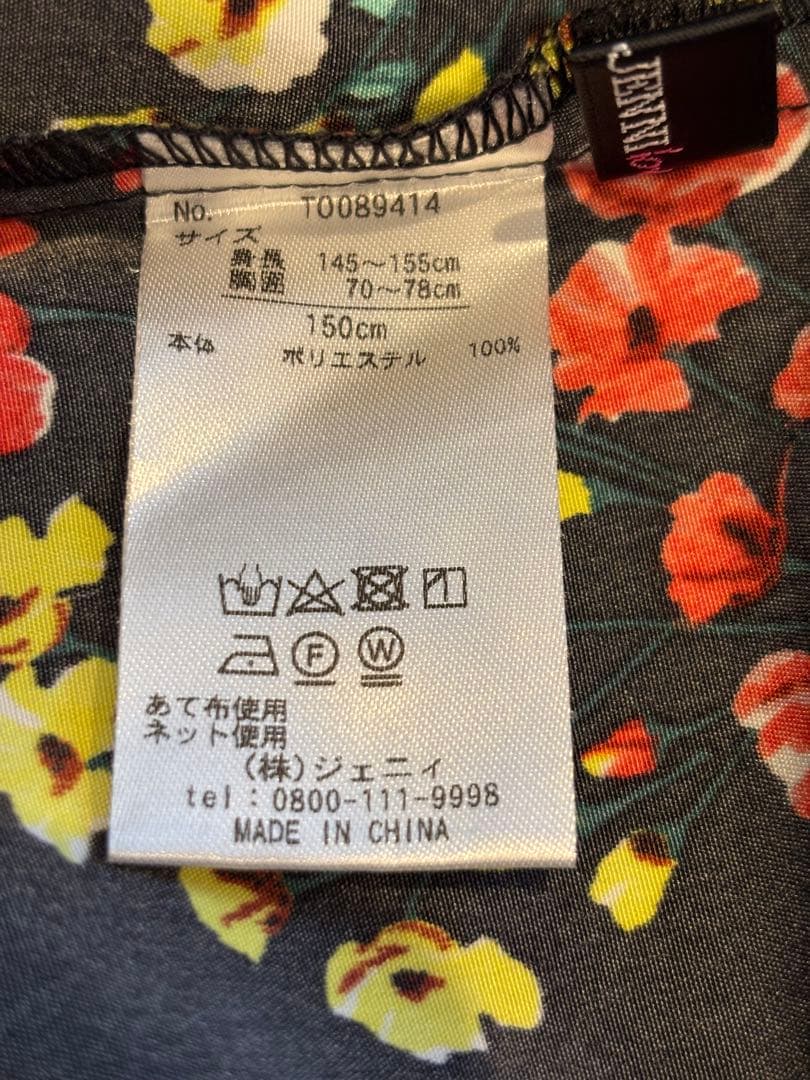 JENNI
No. T0089414
サイズ
身長 145～155cm
胸囲 70～78cm
150cm
本体 ポリエステル 100%
F W
あて布使用
ネット使用
(株)ジェニィ
tel：0800-111-9998
MADE IN CHINA